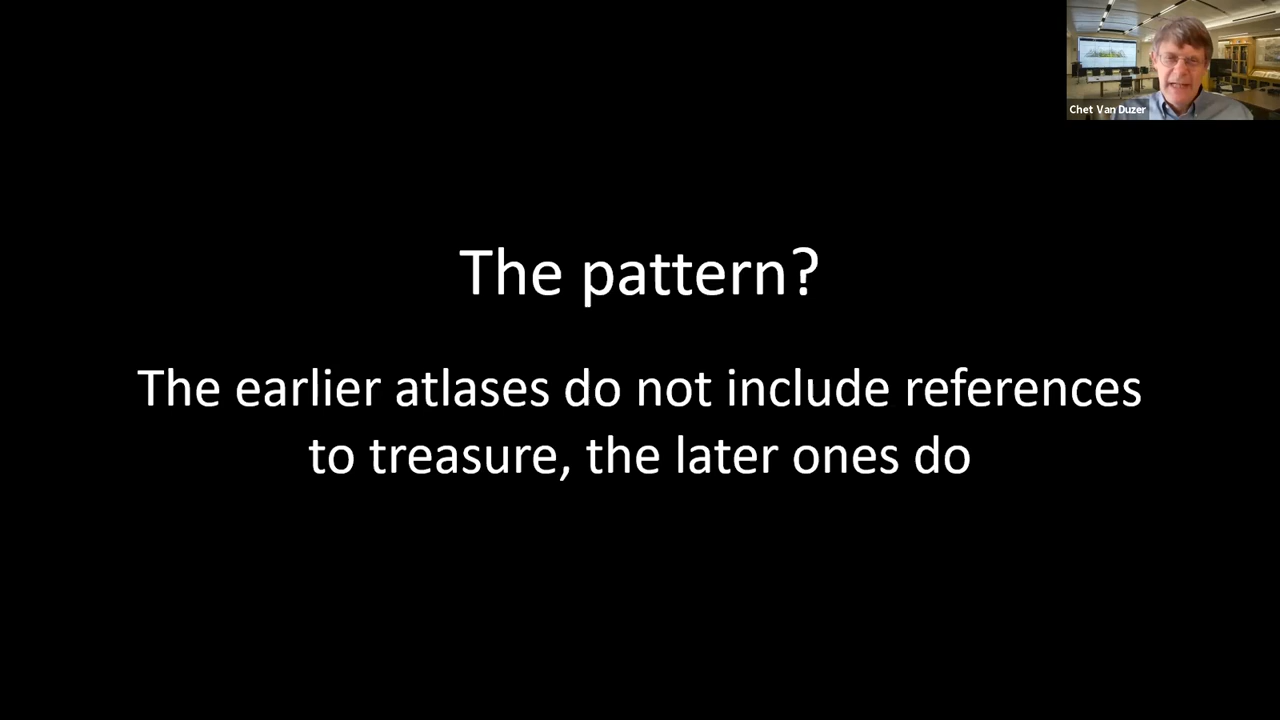 Chet Van Duzer
The pattern?
The earlier atlases do not include references
to treasure, the later ones do